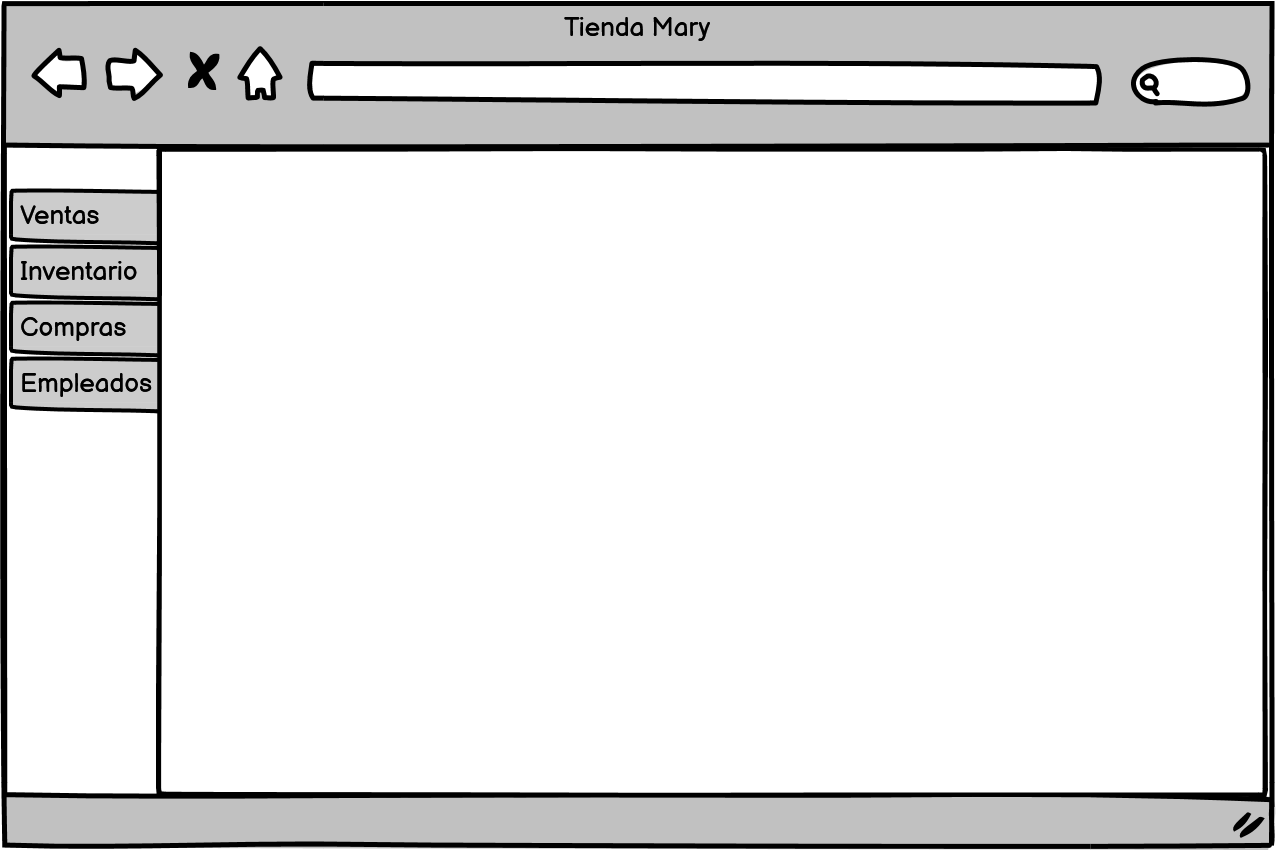 Tienda Mary
Ventas
Inventario
Compras
Empleados